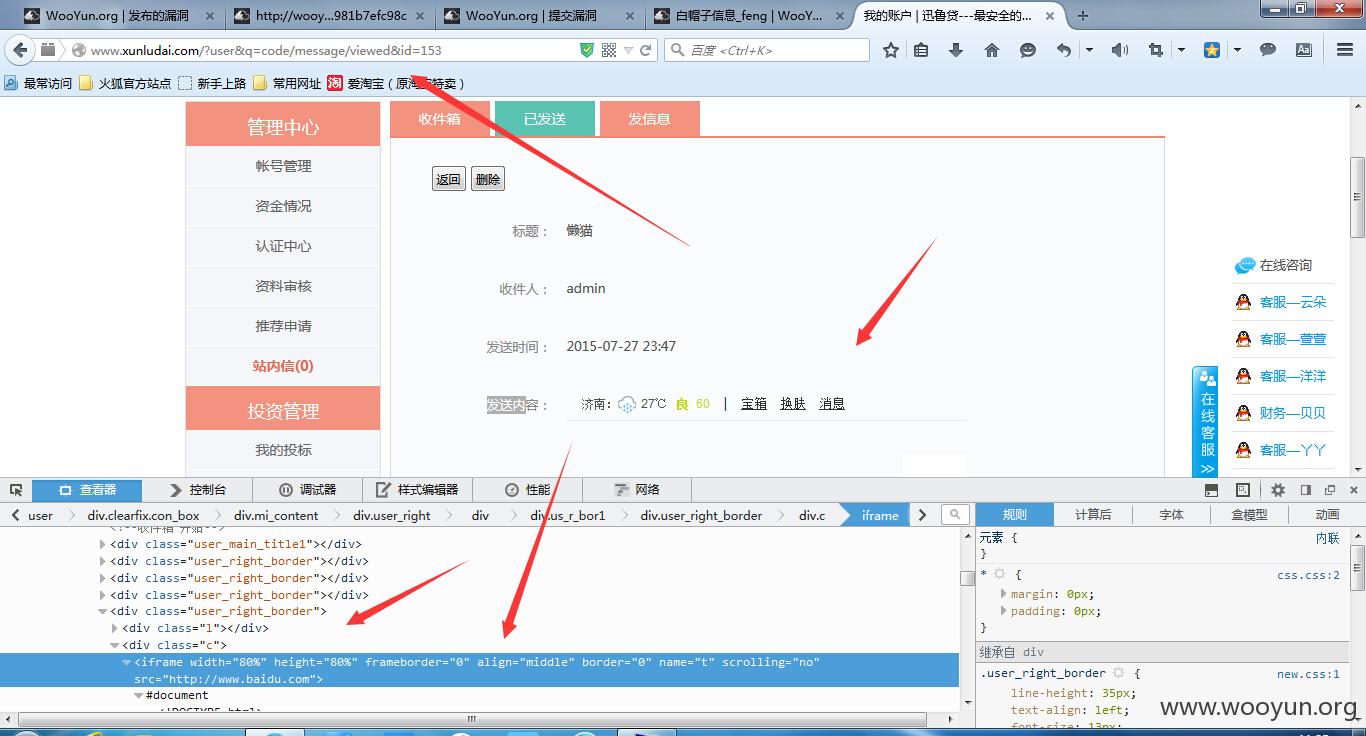 WooYun.org | 发布的漏洞
http://wooy...981b7efc98c
WooYun.org | 提交漏洞
白帽子信息_feng | WooY...
我的账户 | 迅鲁贷---最安全的...
www.xunludai.com/?user&q=code/message/viewed&id=153
百度 <Ctrl+K>
最常访问 火狐官方站点 新手上路 常用网址 淘 爱淘宝（原淘宝特卖）
管理中心
帐号管理
资金情况
认证中心
资料审核
推荐申请
站内信(0)
投资管理
我的投标
收件箱 已发送 发信息
返回 删除
标题： 懒猫
收件人： admin
发送时间： 2015-07-27 23:47
发送内容： 济南： 27℃ 良 60 | 宝箱 换肤 消息
在线咨询
客服—云朵
客服—萱萱
客服—洋洋
财务—贝贝
客服—丫丫
在线客服
查看器 控制台 调试器 样式编辑器 性能 网络
user div.clearfix.con_box div.mi_content div.user_right div div.us_r_bor1 div.user_right_border div.c iframe
<!--收件箱 开始-->
<div class="user_main_title1"></div>
<div class="user_right_border"></div>
<div class="user_right_border"></div>
<div class="user_right_border"></div>
<div class="user_right_border">
<div class="l"></div>
<div class="c">
<iframe width="80%" height="80%" frameborder="0" align="middle" border="0" name="t" scrolling="no"
src="http://www.baidu.com">
#document
<!DOCTYPE html>
规则 计算后 字体 盒模型 动画
元素 { 内联
}
* { css.css:2
margin: 0px;
padding: 0px;
}
继承自 div
.user_right_border { new.css:1
line-height: 35px;
text-align: left;
font-size: 13px;
www.wooyun.org